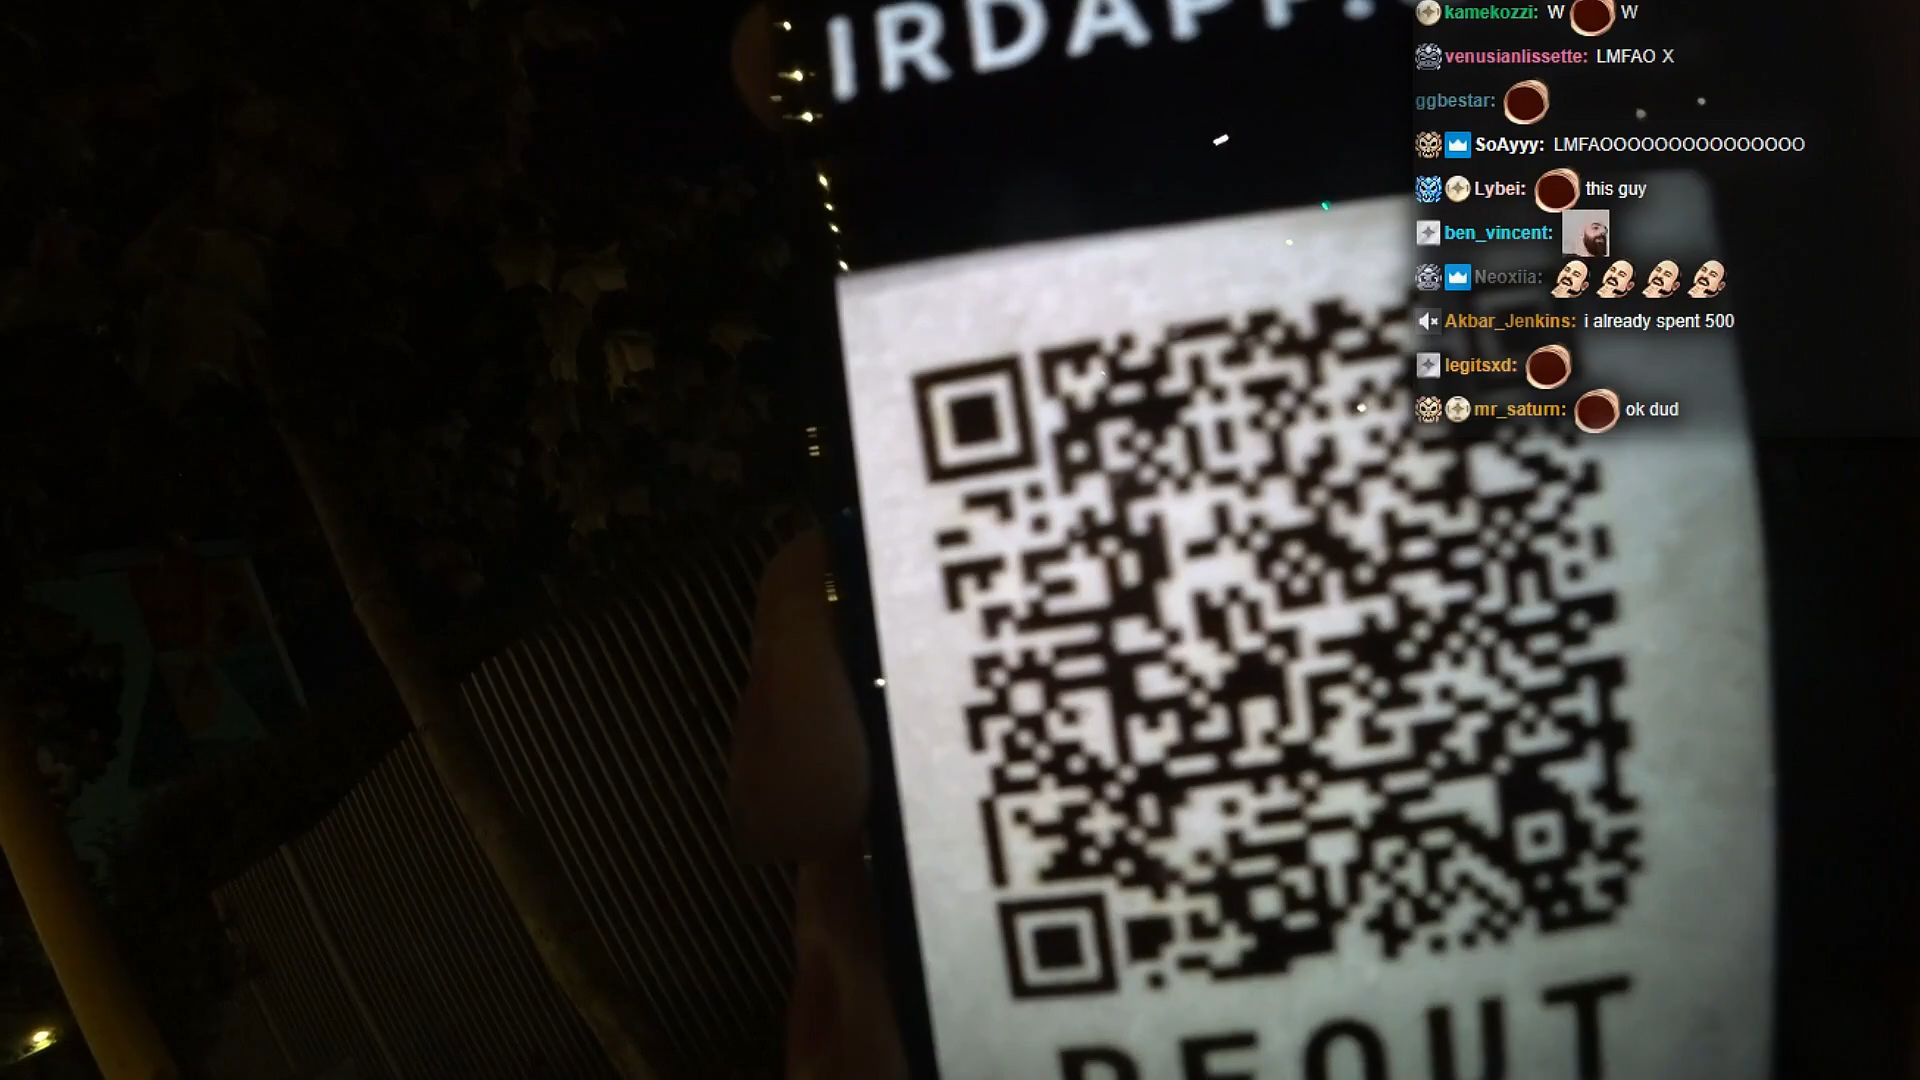 IRDAPP.
kamekozzi: W W
venusianlissette: LMFAO X
ggbestar:
SoAyyy: LMFAOOOOOOOOOOOOOOO
Lybei: this guy
ben_vincent:
Neoxiia:
Akbar_Jenkins: i already spent 500
legitsxd:
mr_saturn: ok dud